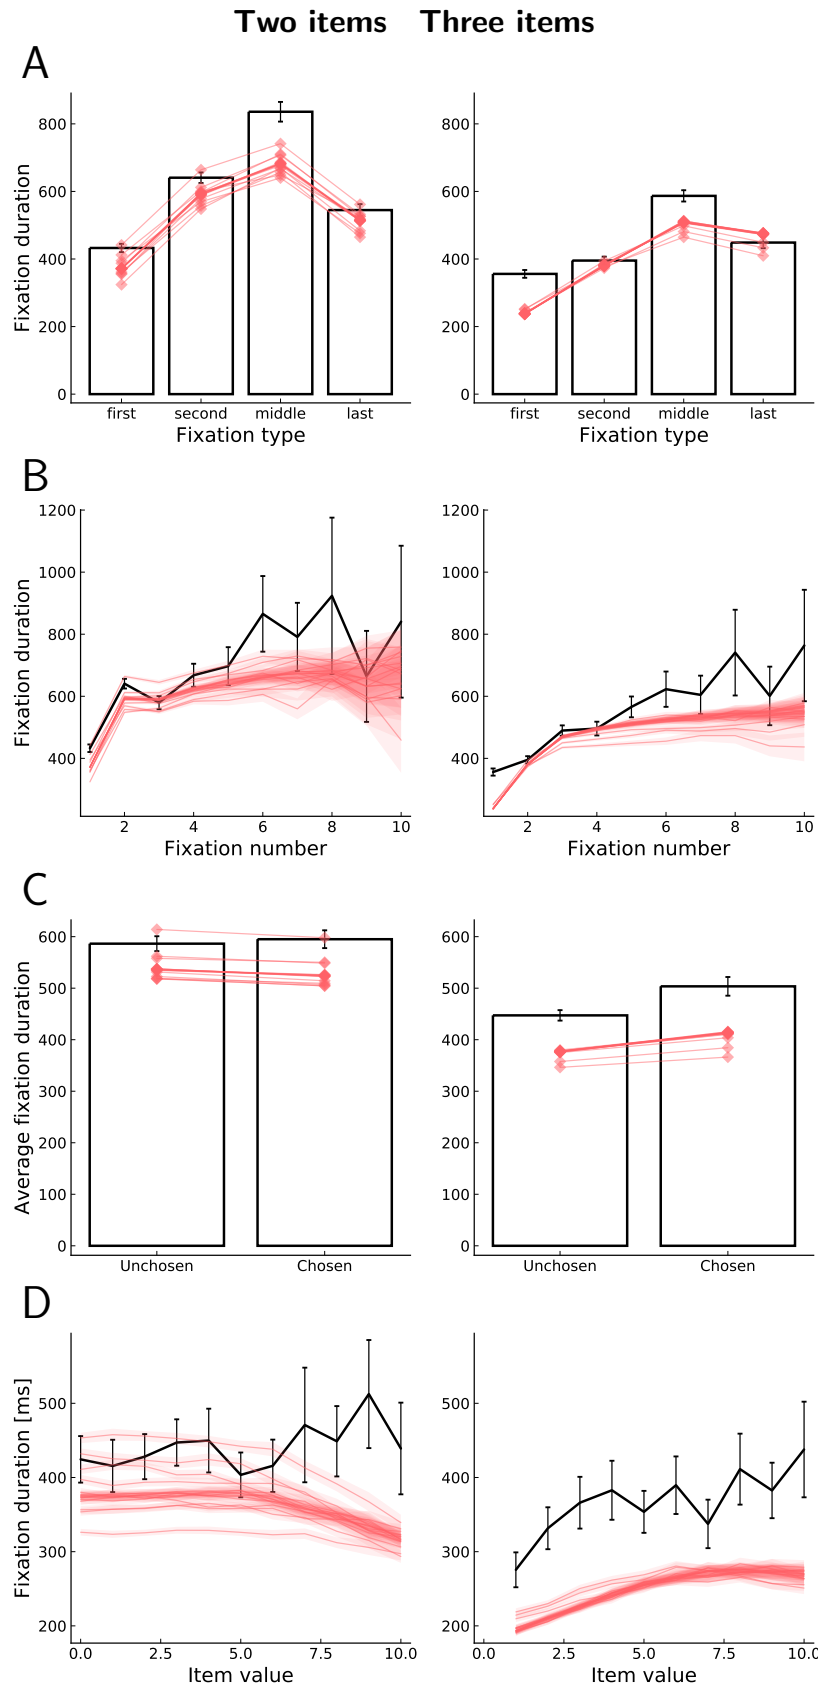 Two items Three items
A
Fixation duration
800
600
400
200
0
first second middle last
Fixation type
800
600
400
200
0
first second middle last
Fixation type
B
Fixation duration
1200
1000
800
600
400
2 4 6 8 10
Fixation number
1200
1000
800
600
400
2 4 6 8 10
Fixation number
C
Average fixation duration
600
500
400
300
200
100
0
Unchosen Chosen
600
500
400
300
200
100
0
Unchosen Chosen
D
Fixation duration [ms]
500
400
300
200
0.0 2.5 5.0 7.5 10.0
Item value
500
400
300
200
0.0 2.5 5.0 7.5 10.0
Item value